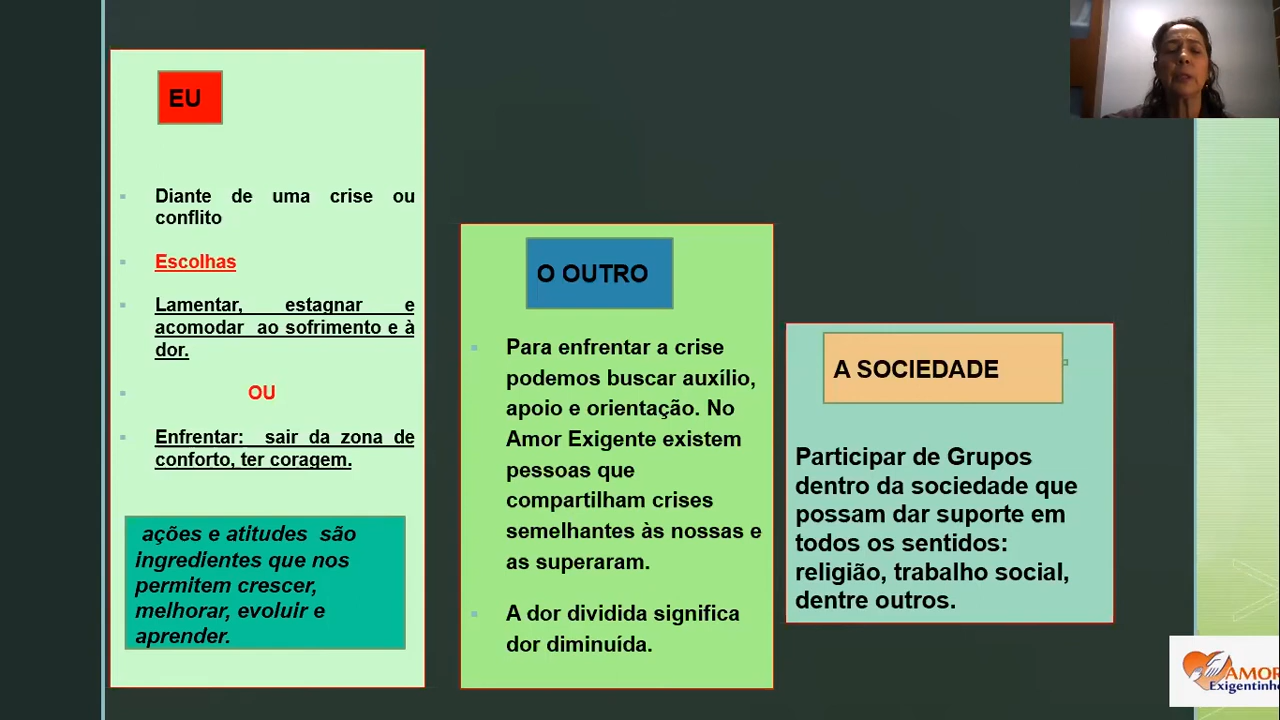 EU
Diante de uma crise ou
conflito
Escolhas
Lamentar, estagnar e
acomodar ao sofrimento e à
dor.
OU
Enfrentar: sair da zona de
conforto, ter coragem.
ações e atitudes são
ingredientes que nos
permitem crescer,
melhorar, evoluir e
aprender.
O OUTRO
Para enfrentar a crise
podemos buscar auxílio,
apoio e orientação. No
Amor Exigente existem
pessoas que
compartilham crises
semelhantes às nossas e
as superaram.
A dor dividida significa
dor diminuída.
A SOCIEDADE
Participar de Grupos
dentro da sociedade que
possam dar suporte em
todos os sentidos:
religião, trabalho social,
dentre outros.
AMOR
Exigentinho